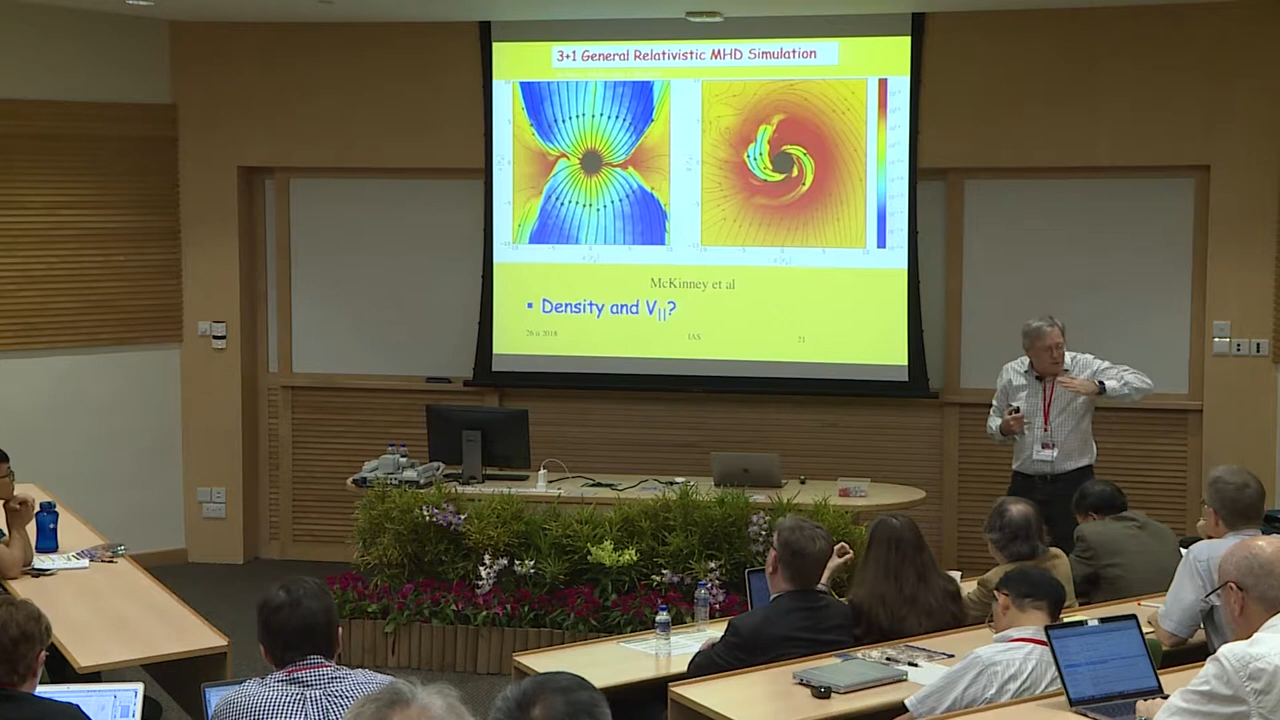 3+1 General Relativistic MHD Simulation
McKinney et al
▪ Density and V||?
26 ii 2018
IAS
21